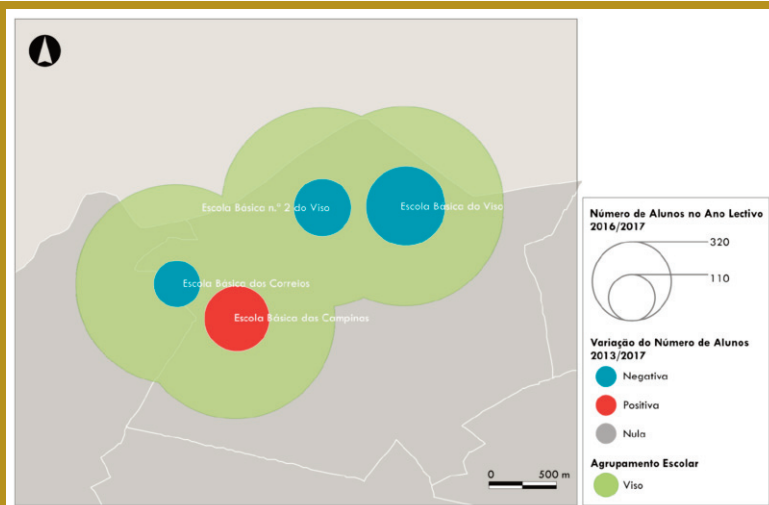 Escola Básica n.º 2 do Viso
Escola Básica do Viso
Escola Básica dos Correios
Escola Básica das Campinas
0 500 m
Número de Alunos no Ano Lectivo
2016/2017
320
110
Variação do Número de Alunos
2013/2017
Negativa
Positiva
Nula
Agrupamento Escolar
Viso